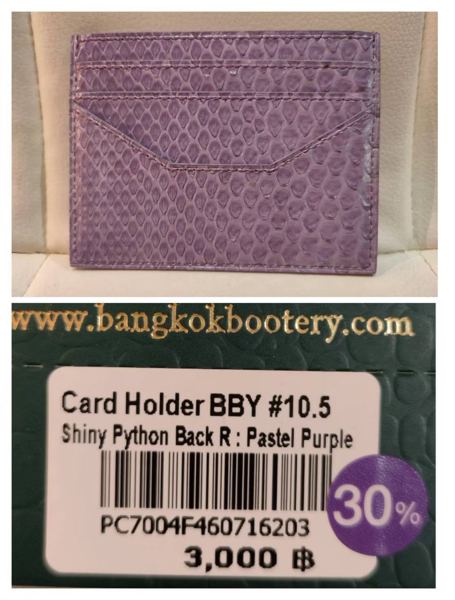 www.bangkokbootery.com
Card Holder BBY #10.5
Shiny Python Back R : Pastel Purple
PC7004F460716203
30%
3,000 ฿